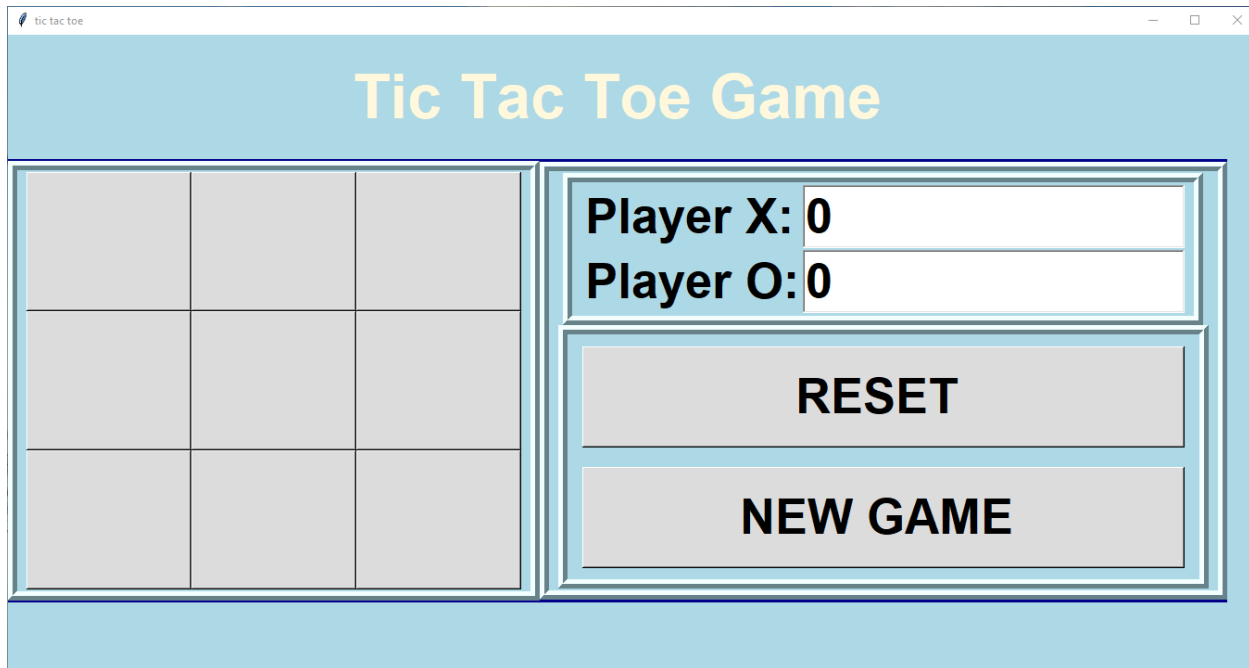 tic tac toe
Tic Tac Toe Game
Player X: 0
Player O: 0
RESET
NEW GAME